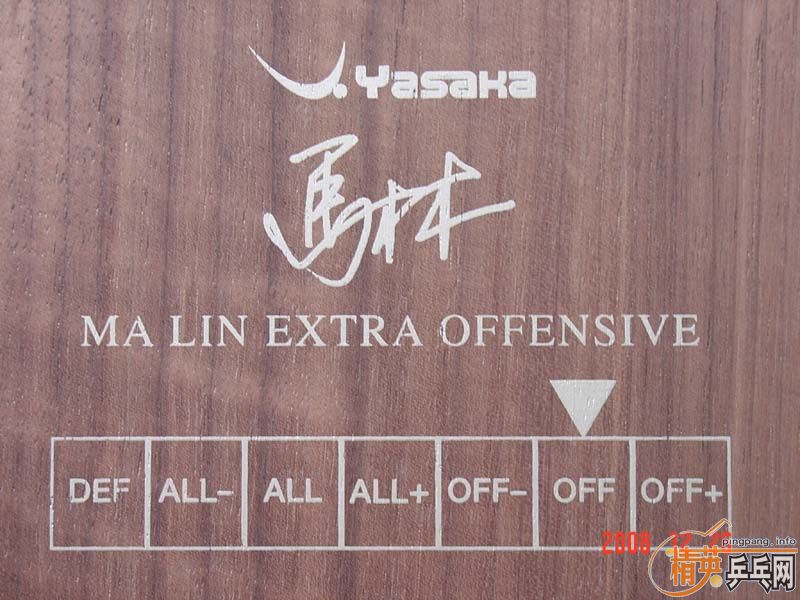 Yasaka
馬林
MA LIN EXTRA OFFENSIVE
DEF ALL- ALL ALL+ OFF- OFF OFF+
pingpang.info
精英乒乓网